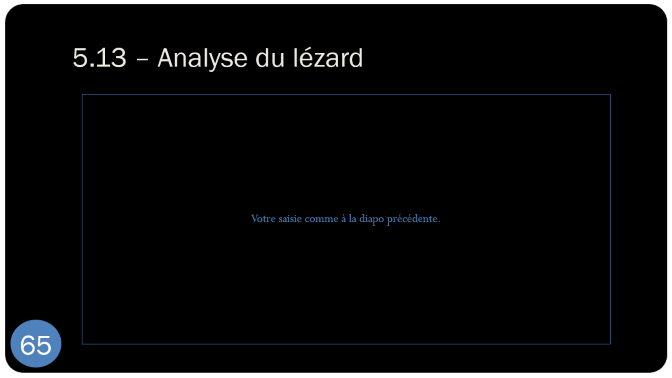 5.13 – Analyse du lézard
Votre saisie comme à la diapo précédente.
65